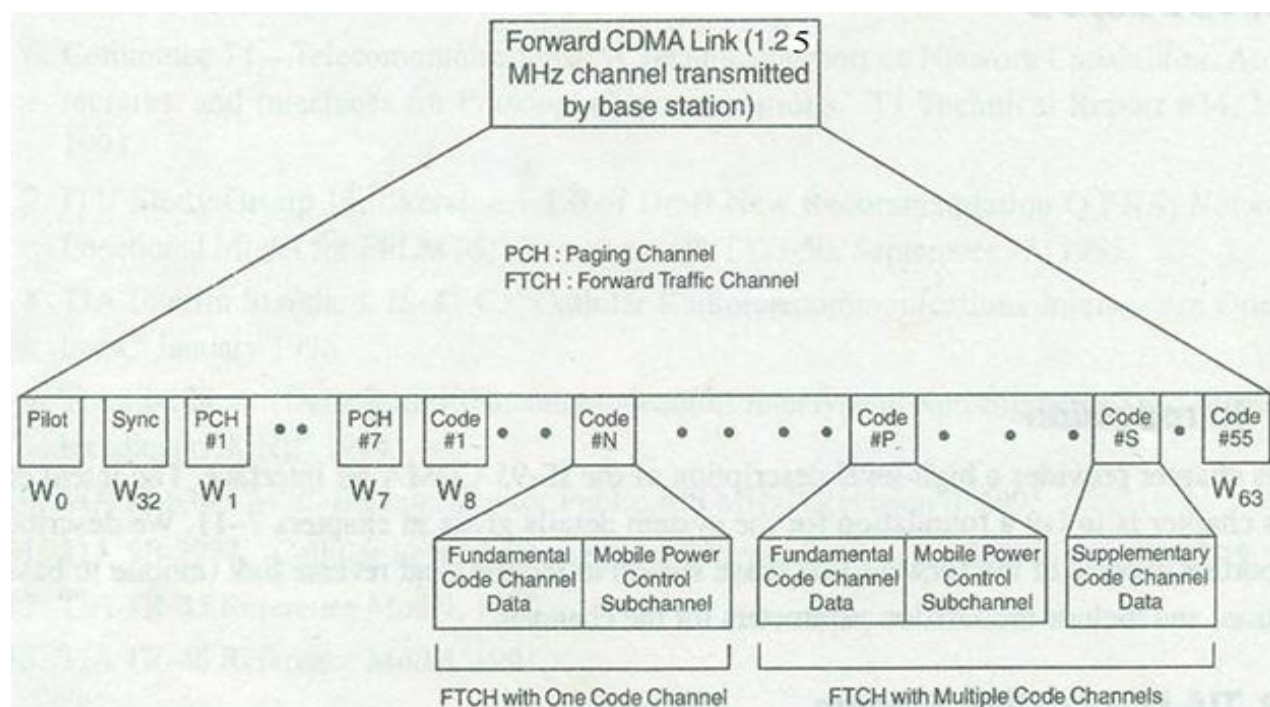 Forward CDMA Link (1.25
MHz channel transmitted
by base station)
PCH : Paging Channel
FTCH : Forward Traffic Channel
Pilot
Sync
PCH
#1
PCH
#7
Code
#1
Code
#N
Code
#P
Code
#S
Code
#55
W0
W32
W1
W7
W8
W63
Fundamental
Code Channel
Data
Mobile Power
Control
Subchannel
Fundamental
Code Channel
Data
Mobile Power
Control
Subchannel
Supplementary
Code Channel
Data
FTCH with One Code Channel
FTCH with Multiple Code Channels